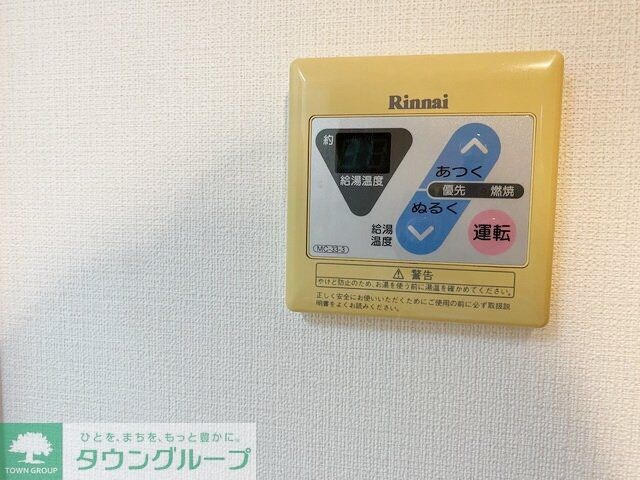 Rinnai
約
給湯温度
あつく
優先 燃焼
ぬるく
給湯
温度
運転
MC-33-3
警告
やけど防止のため、お湯を使う前に湯温を確かめてください。
正しく安全にお使いいただくためにご使用の前に必ず取扱説
明書をよくお読みください。
ひとを、まちを、もっと豊かに。
タウングループ
TOWN GROUP